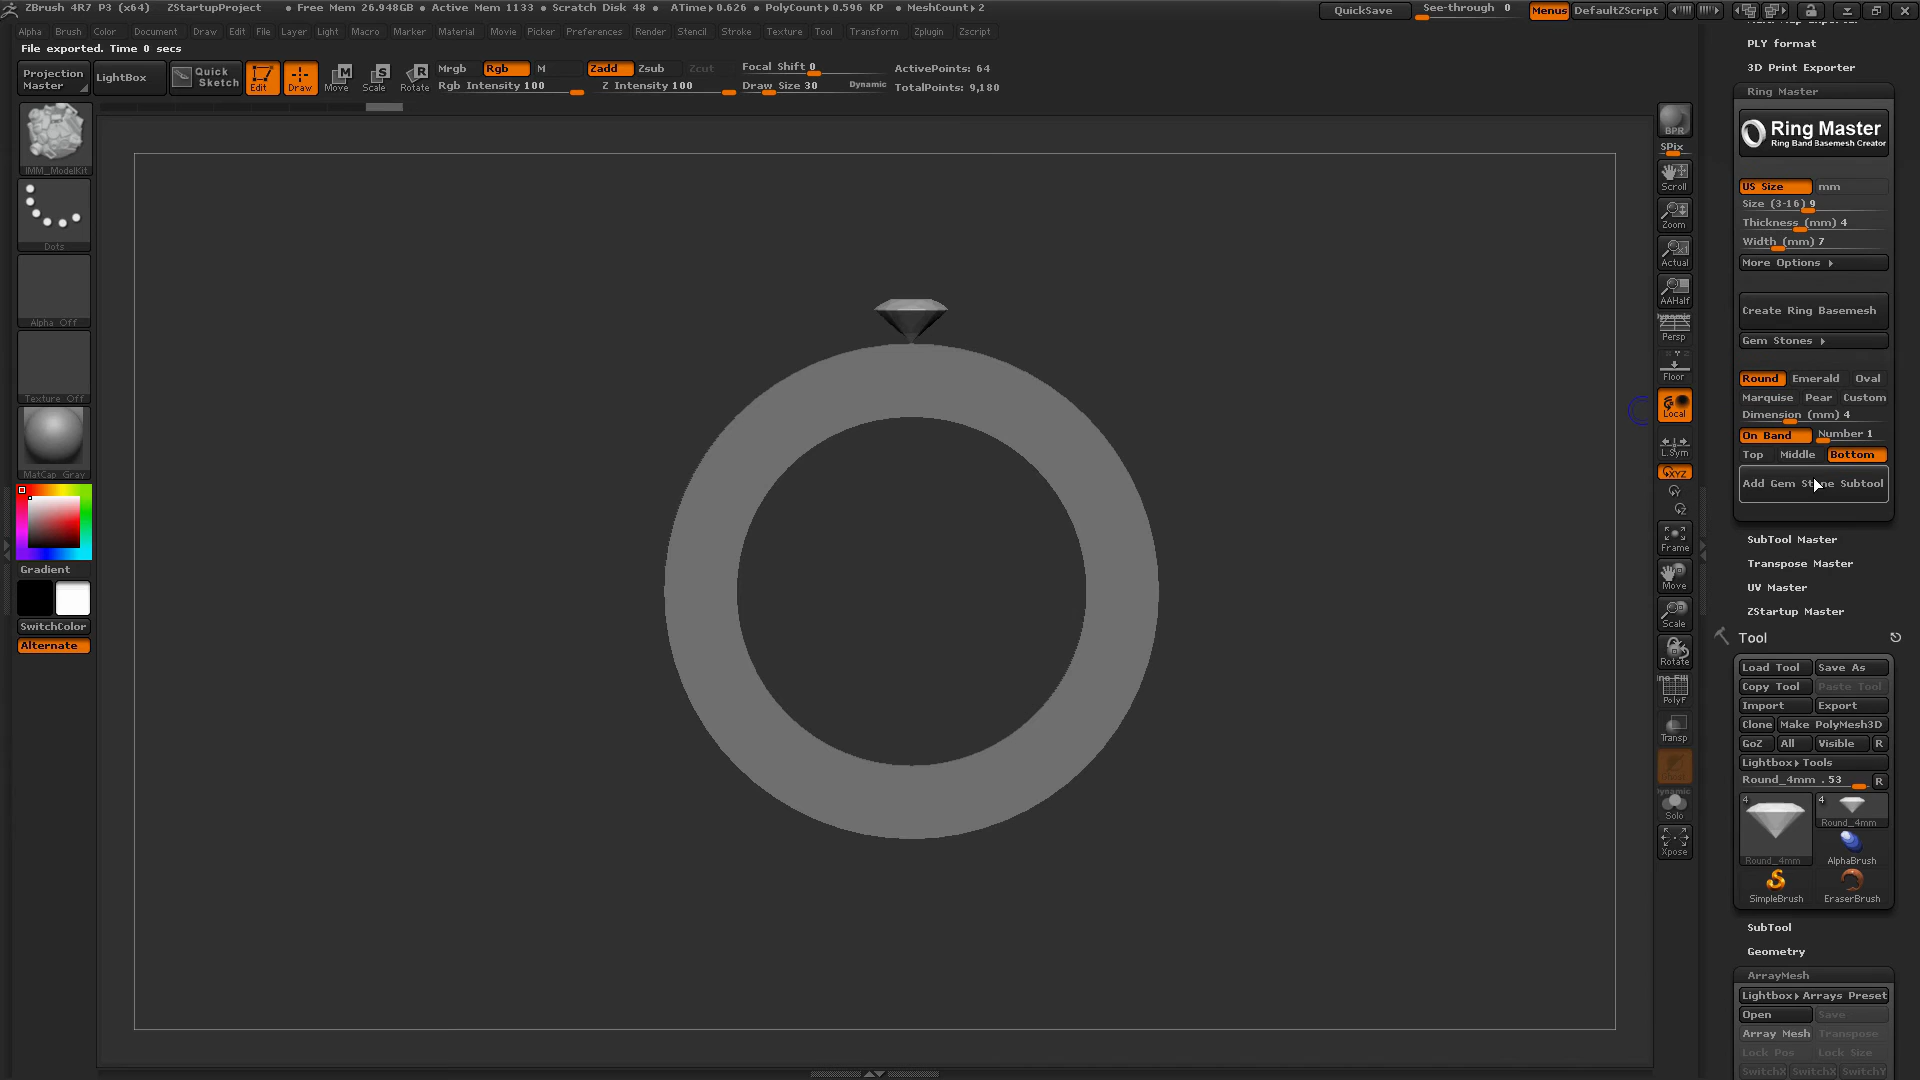 ZBrush 4R7 P3 (x64) ZStartupProject • Free Mem 26.948GB • Active Mem 1133 • Scratch Disk 48 • ATime▸0.626 • PolyCount▸0.596 KP • MeshCount▸2 QuickSave See-through 0 Menus DefaultZScript
Alpha Brush Color Document Draw Edit File Layer Light Macro Marker Material Movie Picker Preferences Render Stencil Stroke Texture Tool Transform Zplugin Zscript
File exported. Time 0 secs
Projection Master
LightBox
Quick Sketch
Edit
Draw
Move
Scale
Rotate
Mrgb Rgb M
Rgb Intensity 100
Zadd Zsub Zcut
Z Intensity 100
Focal Shift 0
Draw Size 30 Dynamic
ActivePoints: 64
TotalPoints: 9,180
IMM_ModelKit
Dots
Alpha Off
Texture Off
MatCap Gray
Gradient
SwitchColor
Alternate
BPR
SPix
Scroll
Zoom
Actual
AAHalf
Dynamic
Persp
Floor
Local
L.Sym
XYZ
Frame
Move
Scale
Rotate
PolyF
Transp
Dynamic
Solo
Xpose
PLY format
3D Print Exporter
Ring Master
Ring Master
Ring Band Basemesh Creator
US Size mm
Size (3-16) 9
Thickness (mm) 4
Width (mm) 7
More Options
Create Ring Basemesh
Gem Stones
Round Emerald Oval
Marquise Pear Custom
Dimension (mm) 4
On Band Number 1
Top Middle Bottom
Add Gem Stone Subtool
SubTool Master
Transpose Master
UV Master
ZStartup Master
Tool
Load Tool Save As
Copy Tool Paste Tool
Import Export
Clone Make PolyMesh3D
GoZ All Visible R
Lightbox▸Tools
Round_4mm . 53 R
4 4
Round_4mm
Round_4mm AlphaBrush
SimpleBrush EraserBrush
SubTool
Geometry
ArrayMesh
Lightbox▸Arrays Preset
Open Save
Array Mesh Transpose
Lock Pos Lock Size
SwitchX SwitchX SwitchY